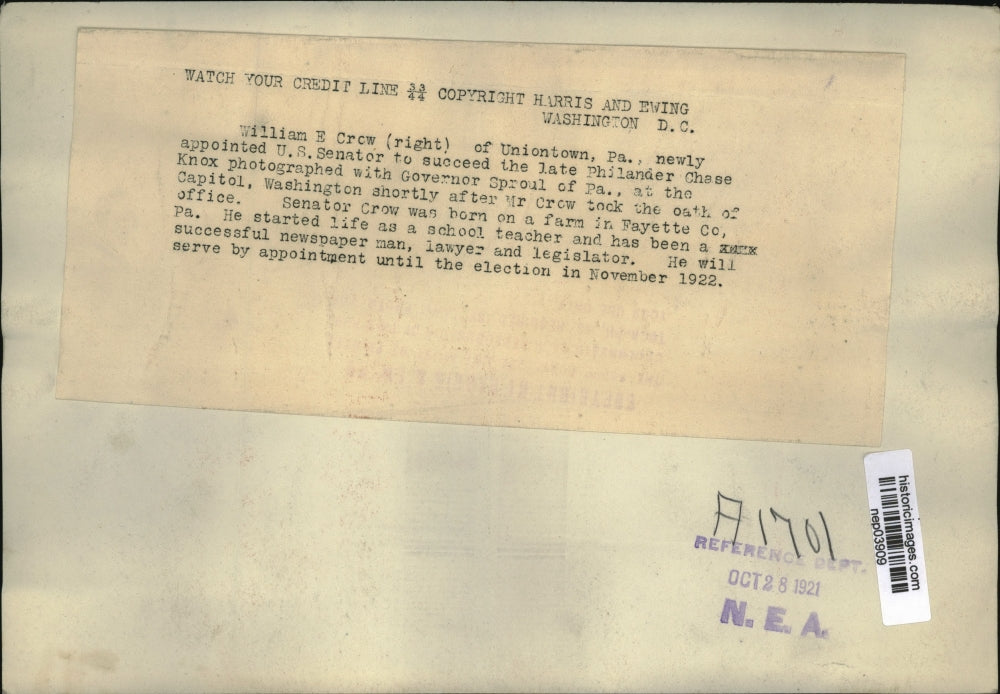 WATCH YOUR CREDIT LINE 33/44 COPYRIGHT HARRIS AND EWING
WASHINGTON D.C.
William E Crow (right) of Uniontown, Pa., newly
appointed U.S.Senator to succeed the late Philander Chase
Knox photographed with Governor Sproul of Pa., at the
Capitol, Washington shortly after Mr Crow took the oath of
office. Senator Crow was born on a farm in Fayette Co,
Pa. He started life as a school teacher and has been a
successful newspaper man, lawyer and legislator. He will
serve by appointment until the election in November 1922.
A1701
REFERENCE DEPT.
OCT 28 1921
N. E. A.
historicimages.com
nep03909